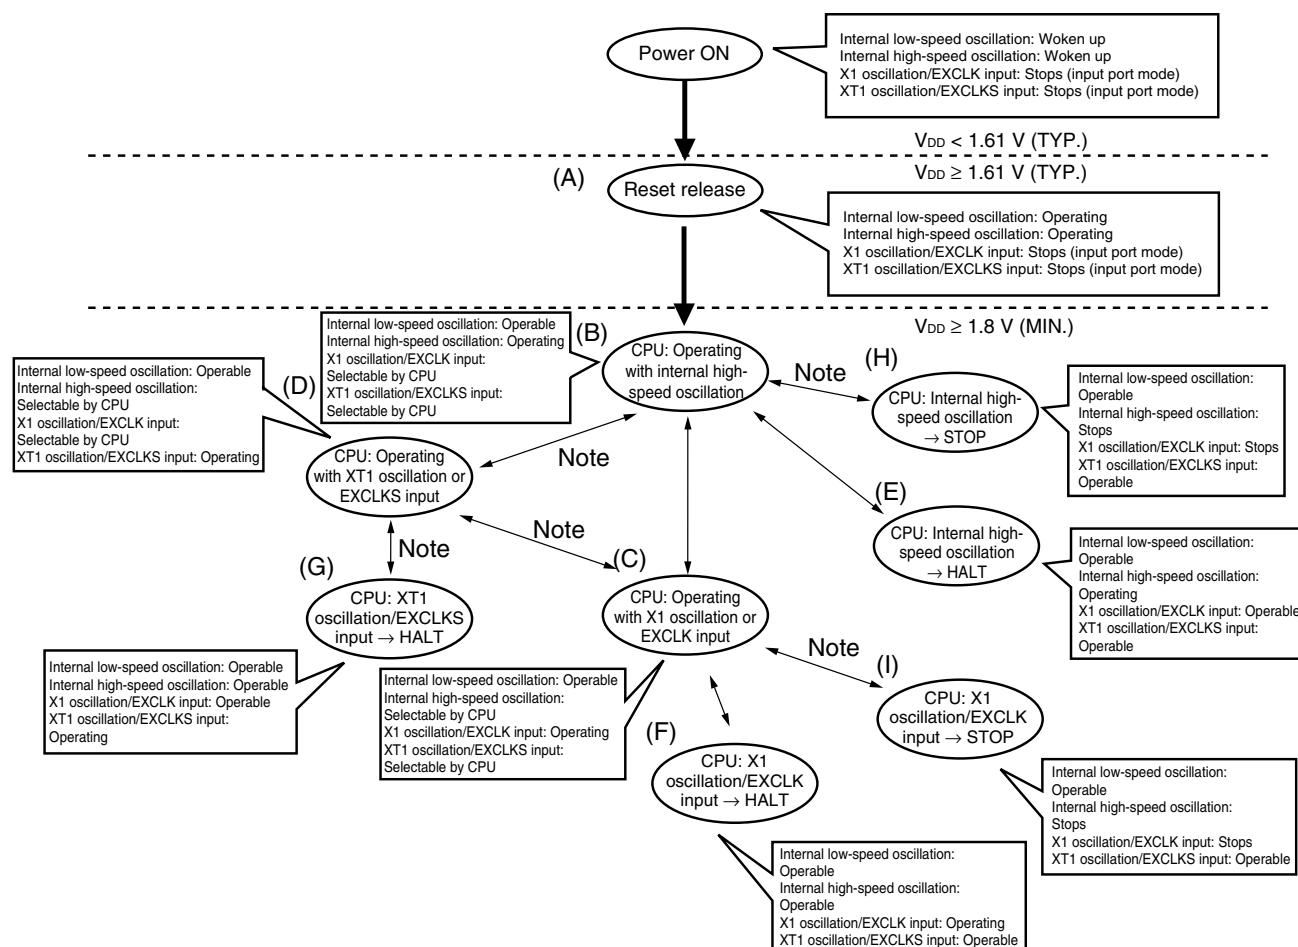 Power ON
Internal low-speed oscillation: Woken up
Internal high-speed oscillation: Woken up
X1 oscillation/EXCLK input: Stops (input port mode)
XT1 oscillation/EXCLKS input: Stops (input port mode)
VDD < 1.61 V (TYP.)
VDD ≥ 1.61 V (TYP.)
(A)
Reset release
Internal low-speed oscillation: Operating
Internal high-speed oscillation: Operating
X1 oscillation/EXCLK input: Stops (input port mode)
XT1 oscillation/EXCLKS input: Stops (input port mode)
VDD ≥ 1.8 V (MIN.)
(B)
Internal low-speed oscillation: Operable
Internal high-speed oscillation: Operating
X1 oscillation/EXCLK input:
Selectable by CPU
XT1 oscillation/EXCLKS input:
Selectable by CPU
CPU: Operating
with internal high-
speed oscillation
Note
(H)
CPU: Internal high-
speed oscillation
→ STOP
Internal low-speed oscillation:
Operable
Internal high-speed oscillation:
Stops
X1 oscillation/EXCLK input: Stops
XT1 oscillation/EXCLKS input:
Operable
(D)
Internal low-speed oscillation: Operable
Internal high-speed oscillation:
Selectable by CPU
X1 oscillation/EXCLK input:
Selectable by CPU
XT1 oscillation/EXCLKS input: Operating
CPU: Operating
with XT1 oscillation or
EXCLKS input
Note
(E)
CPU: Internal high-
speed oscillation
→ HALT
Internal low-speed oscillation:
Operable
Internal high-speed oscillation:
Operating
X1 oscillation/EXCLK input: Operable
XT1 oscillation/EXCLKS input:
Operable
Note
Note
(G)
CPU: XT1
oscillation/EXCLKS
input → HALT
Internal low-speed oscillation: Operable
Internal high-speed oscillation: Operable
X1 oscillation/EXCLK input: Operable
XT1 oscillation/EXCLKS input:
Operating
(C)
CPU: Operating
with X1 oscillation or
EXCLK input
Internal low-speed oscillation: Operable
Internal high-speed oscillation:
Selectable by CPU
X1 oscillation/EXCLK input: Operating
XT1 oscillation/EXCLKS input:
Selectable by CPU
Note
(I)
CPU: X1
oscillation/EXCLK
input → STOP
Internal low-speed oscillation:
Operable
Internal high-speed oscillation:
Stops
X1 oscillation/EXCLK input: Stops
XT1 oscillation/EXCLKS input: Operable
(F)
CPU: X1
oscillation/EXCLK
input → HALT
Internal low-speed oscillation:
Operable
Internal high-speed oscillation:
Operable
X1 oscillation/EXCLK input: Operating
XT1 oscillation/EXCLKS input: Operable